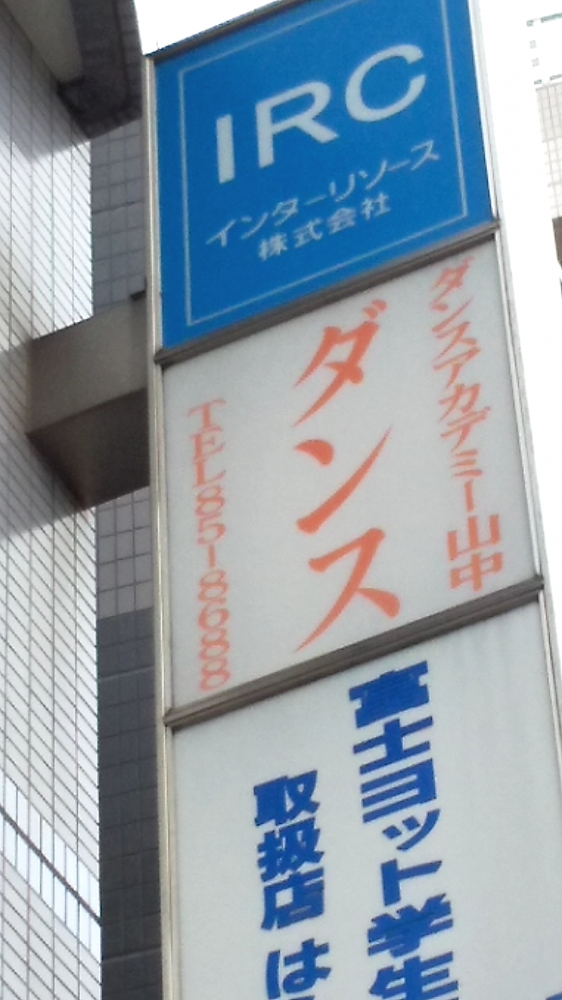 IRC
インターリソース
株式会社
ダンスアカデミー山中
ダンス
TEL851-8688
富士ヨット学生
取扱店は